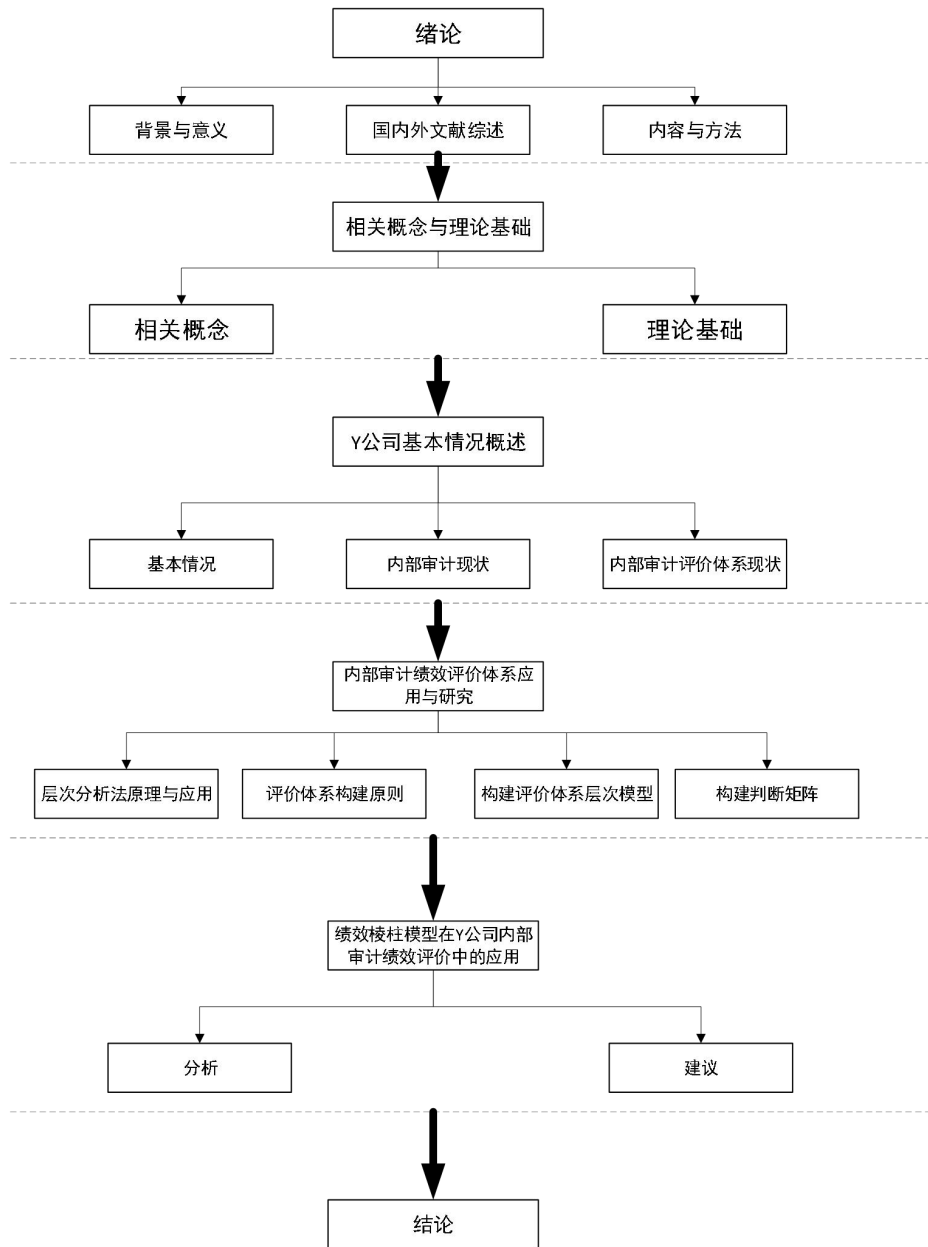 绪论
背景与意义
国内外文献综述
内容与方法
相关概念与理论基础
相关概念
理论基础
Y公司基本情况概述
基本情况
内部审计现状
内部审计评价体系现状
内部审计绩效评价体系应
用与研究
层次分析法原理与应用
评价体系构建原则
构建评价体系层次模型
构建判断矩阵
绩效棱柱模型在Y公司内部
审计绩效评价中的应用
分析
建议
结论